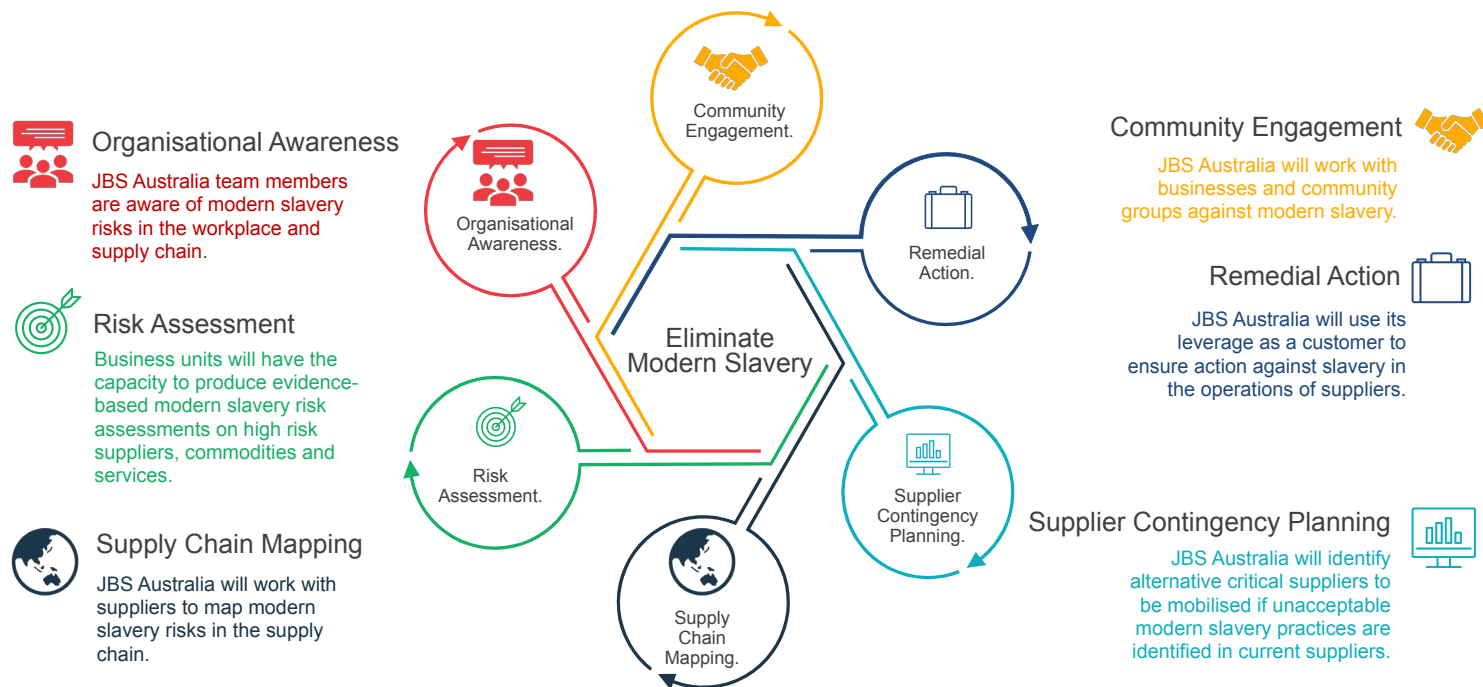 Organisational Awareness
JBS Australia team members
are aware of modern slavery
risks in the workplace and
supply chain.
Risk Assessment
Business units will have the
capacity to produce evidence-
based modern slavery risk
assessments on high risk
suppliers, commodities and
services.
Supply Chain Mapping
JBS Australia will work with
suppliers to map modern
slavery risks in the supply
chain.
Community
Engagement.
Organisational
Awareness.
Remedial
Action.
Eliminate
Modern Slavery
Risk
Assessment.
Supplier
Contingency
Planning.
Supply
Chain
Mapping.
Community Engagement
JBS Australia will work with
businesses and community
groups against modern slavery.
Remedial Action
JBS Australia will use its
leverage as a customer to
ensure action against slavery in
the operations of suppliers.
Supplier Contingency Planning
JBS Australia will identify
alternative critical suppliers to
be mobilised if unacceptable
modern slavery practices are
identified in current suppliers.